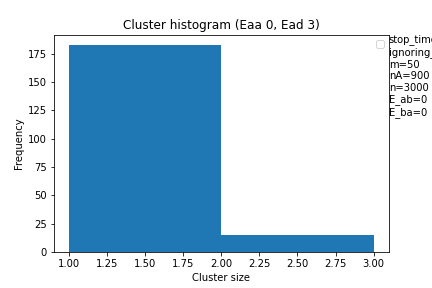 Cluster histogram (Eaa 0, Ead 3)
175
150
125
100
75
50
25
0
Frequency
1.00 1.25 1.50 1.75 2.00 2.25 2.50 2.75 3.00
Cluster size
m=50
nA=900
n=3000
E_ab=0
E_ba=0